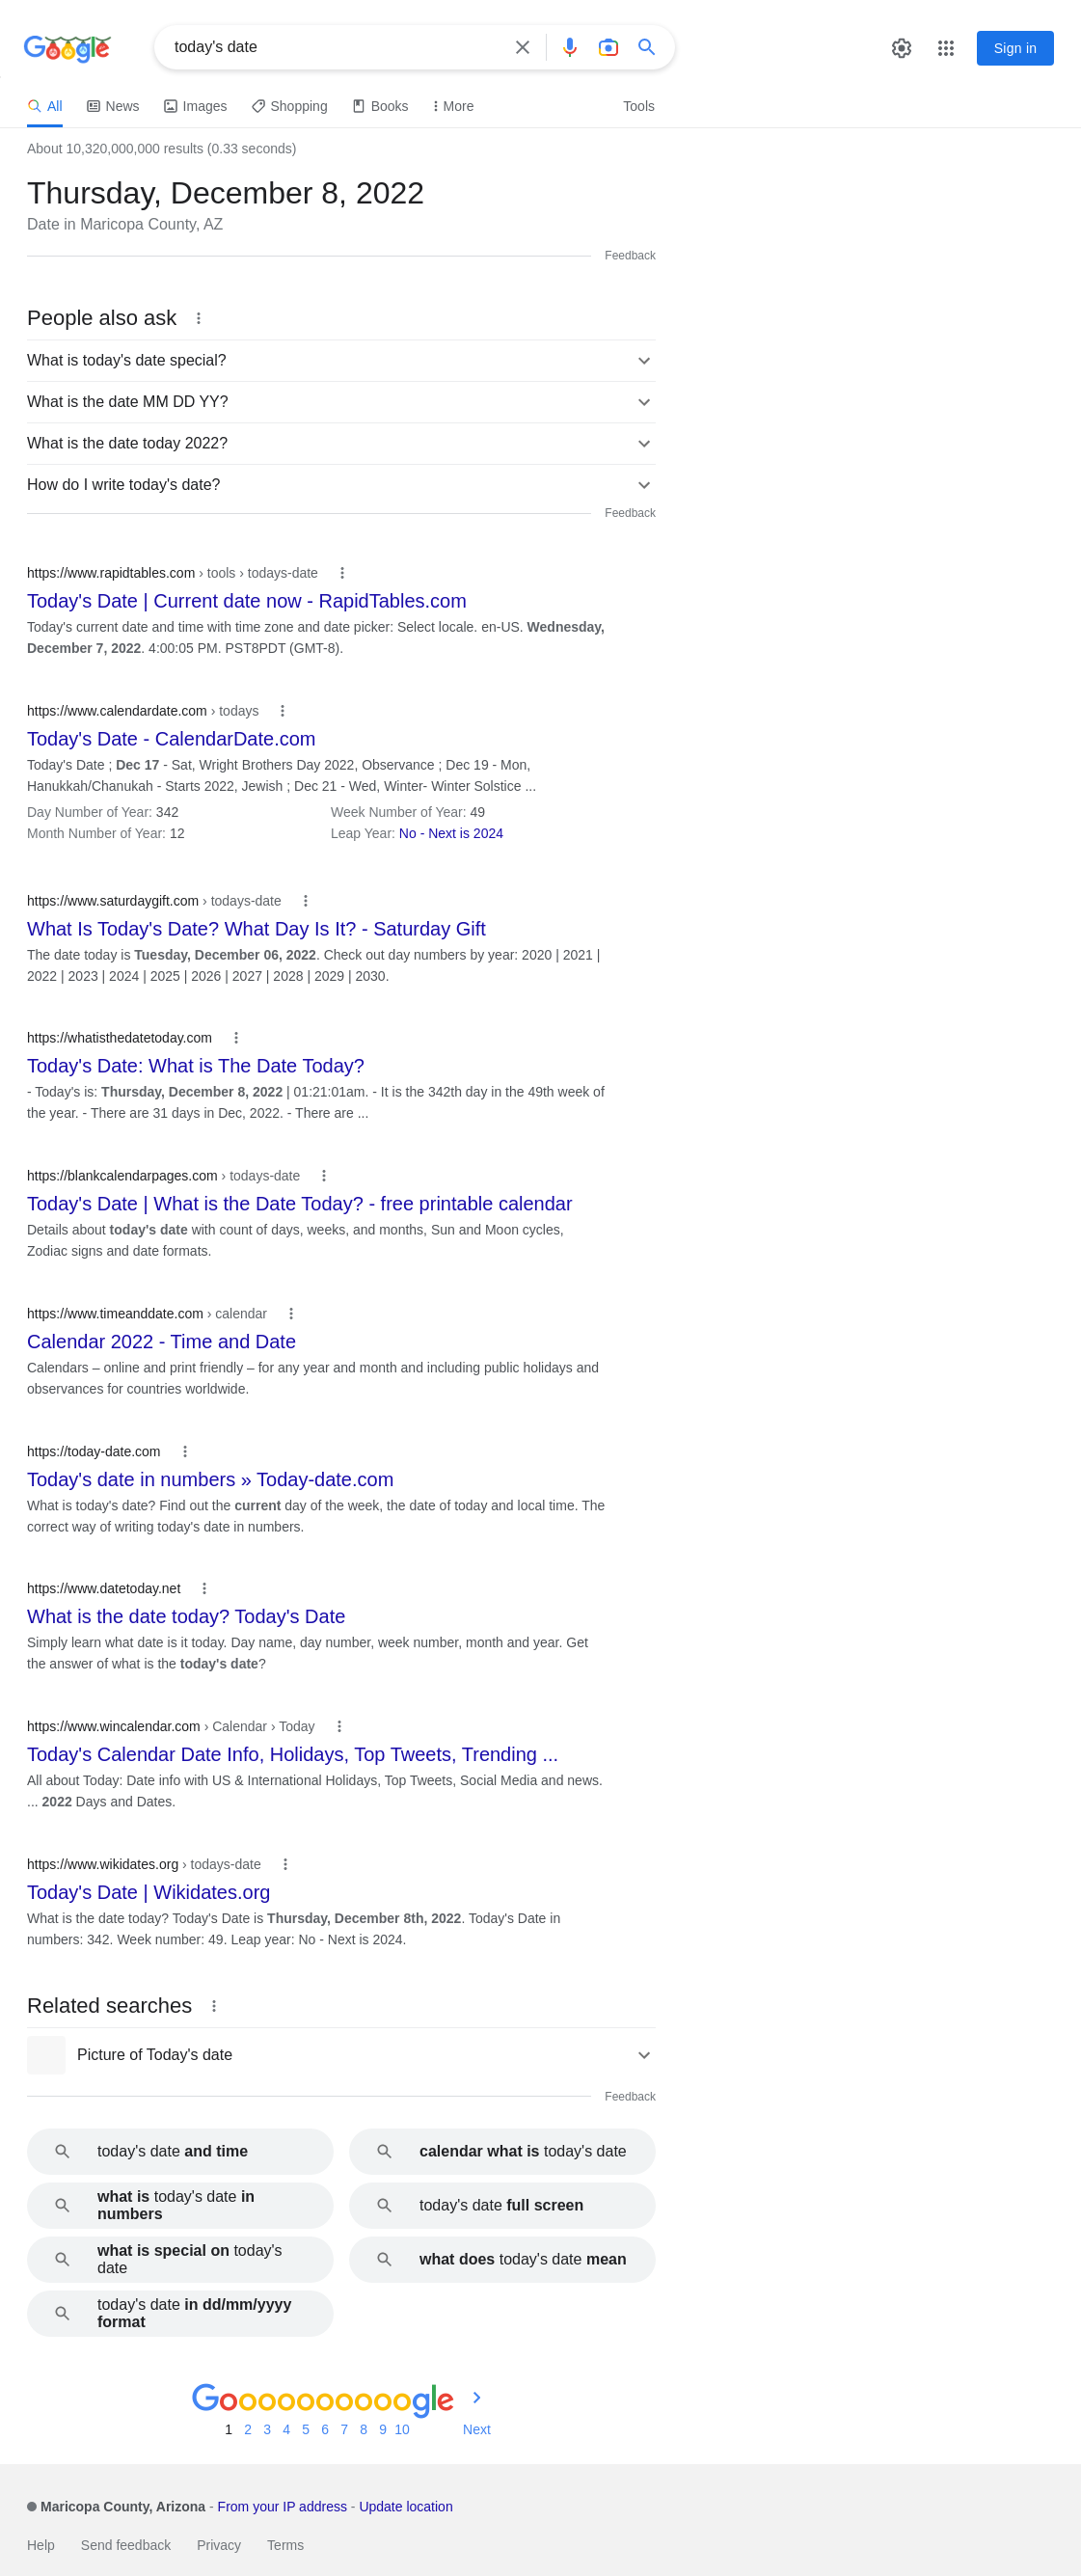 Google
today's date
Sign in
All
News
Images
Shopping
Books
More
Tools
About 10,320,000,000 results (0.33 seconds)
Thursday, December 8, 2022
Date in Maricopa County, AZ
Feedback
People also ask
What is today's date special?
What is the date MM DD YY?
What is the date today 2022?
How do I write today's date?
Feedback
https://www.rapidtables.com › tools › todays-date
Today's Date | Current date now - RapidTables.com
Today's current date and time with time zone and date picker: Select locale. en-US. Wednesday,
December 7, 2022. 4:00:05 PM. PST8PDT (GMT-8).
https://www.calendardate.com › todays
Today's Date - CalendarDate.com
Today's Date ; Dec 17 - Sat, Wright Brothers Day 2022, Observance ; Dec 19 - Mon,
Hanukkah/Chanukah - Starts 2022, Jewish ; Dec 21 - Wed, Winter- Winter Solstice ...
Day Number of Year: 342
Week Number of Year: 49
Month Number of Year: 12
Leap Year: No - Next is 2024
https://www.saturdaygift.com › todays-date
What Is Today's Date? What Day Is It? - Saturday Gift
The date today is Tuesday, December 06, 2022. Check out day numbers by year: 2020 | 2021 |
2022 | 2023 | 2024 | 2025 | 2026 | 2027 | 2028 | 2029 | 2030.
https://whatisthedatetoday.com
Today's Date: What is The Date Today?
- Today's is: Thursday, December 8, 2022 | 01:21:01am. - It is the 342th day in the 49th week of
the year. - There are 31 days in Dec, 2022. - There are ...
https://blankcalendarpages.com › todays-date
Today's Date | What is the Date Today? - free printable calendar
Details about today's date with count of days, weeks, and months, Sun and Moon cycles,
Zodiac signs and date formats.
https://www.timeanddate.com › calendar
Calendar 2022 - Time and Date
Calendars – online and print friendly – for any year and month and including public holidays and
observances for countries worldwide.
https://today-date.com
Today's date in numbers » Today-date.com
What is today's date? Find out the current day of the week, the date of today and local time. The
correct way of writing today's date in numbers.
https://www.datetoday.net
What is the date today? Today's Date
Simply learn what date is it today. Day name, day number, week number, month and year. Get
the answer of what is the today's date?
https://www.wincalendar.com › Calendar › Today
Today's Calendar Date Info, Holidays, Top Tweets, Trending ...
All about Today: Date info with US & International Holidays, Top Tweets, Social Media and news.
... 2022 Days and Dates.
https://www.wikidates.org › todays-date
Today's Date | Wikidates.org
What is the date today? Today's Date is Thursday, December 8th, 2022. Today's Date in
numbers: 342. Week number: 49. Leap year: No - Next is 2024.
Related searches
Picture of Today's date
Feedback
today's date and time
calendar what is today's date
what is today's date in
numbers
today's date full screen
what is special on today's
date
what does today's date mean
today's date in dd/mm/yyyy
format
Goooooooooogle
1 2 3 4 5 6 7 8 9 10 Next
Maricopa County, Arizona - From your IP address - Update location
Help Send feedback Privacy Terms